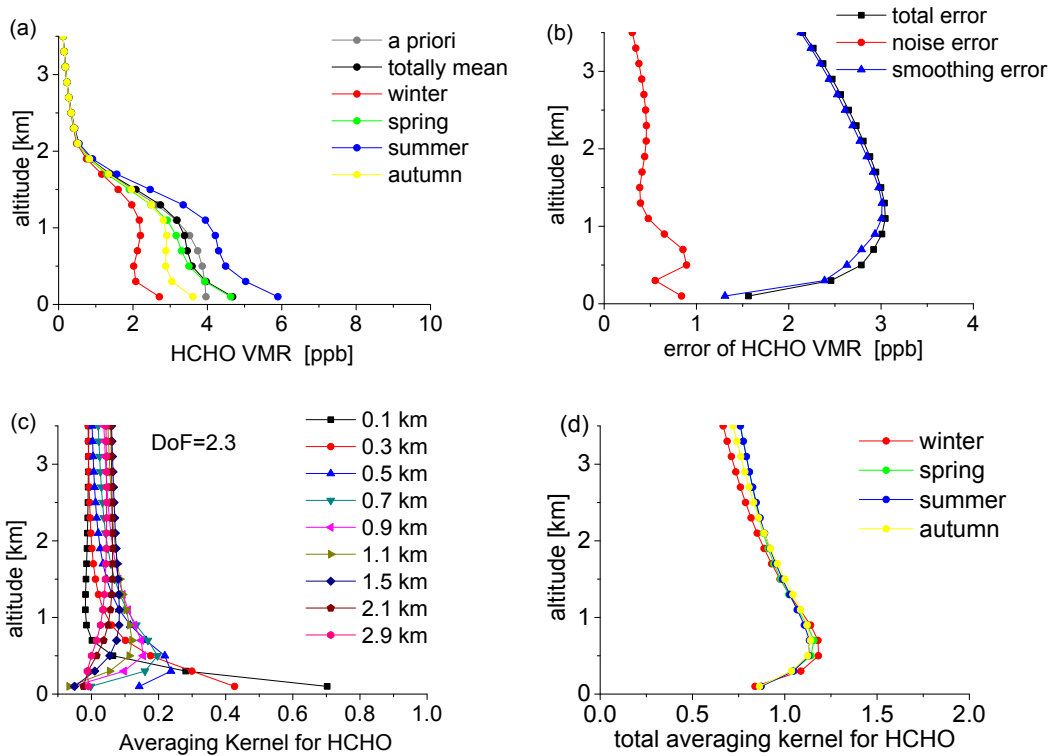 (a)
a priori
totally mean
winter
spring
summer
autumn
altitude [km]
3
2
1
0
0 2 4 6 8 10
HCHO VMR [ppb]
(b)
total error
noise error
smoothing error
altitude [km]
3
2
1
0
0 1 2 3 4
error of HCHO VMR [ppb]
(c)
DoF=2.3
0.1 km
0.3 km
0.5 km
0.7 km
0.9 km
1.1 km
1.5 km
2.1 km
2.9 km
altitude [km]
3
2
1
0
0.0 0.2 0.4 0.6 0.8 1.0
Averaging Kernel for HCHO
(d)
winter
spring
summer
autumn
altitude [km]
3
2
1
0
0.0 0.5 1.0 1.5 2.0
total averaging kernel for HCHO